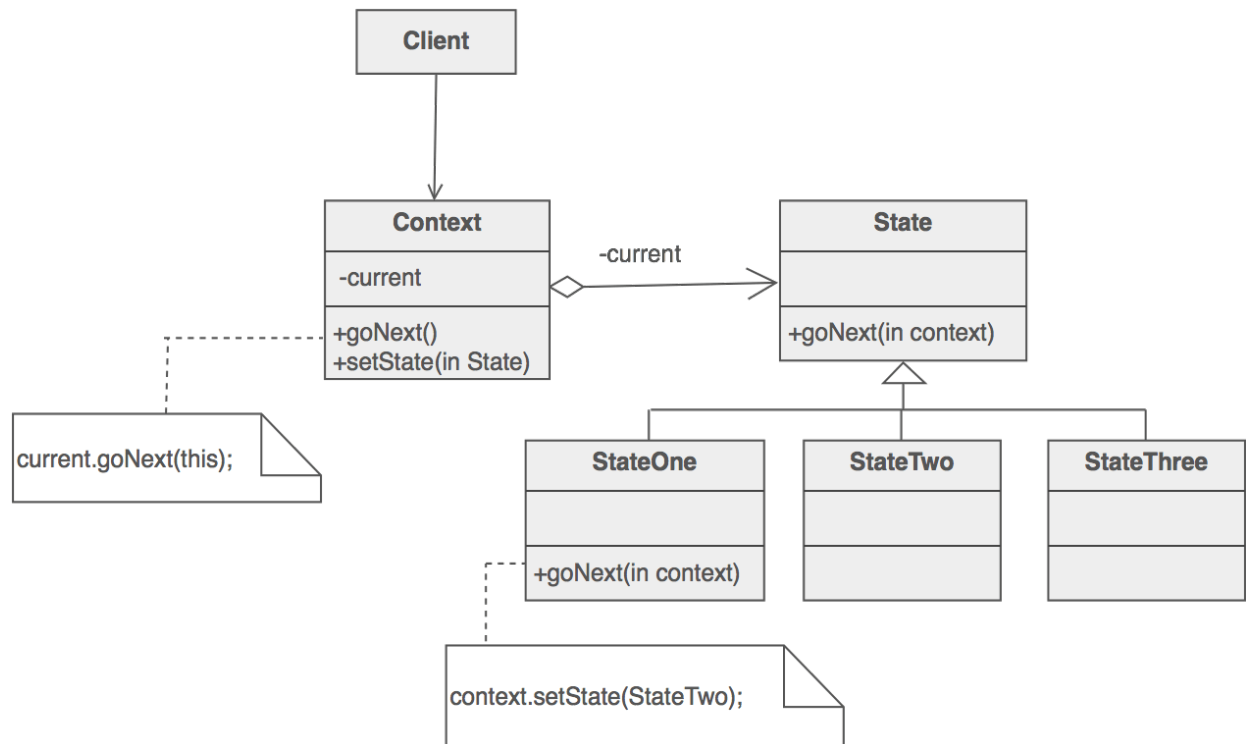 Client
Context
-current
+goNext()
+setState(in State)
-current
State
+goNext(in context)
current.goNext(this);
StateOne
+goNext(in context)
StateTwo
StateThree
context.setState(StateTwo);